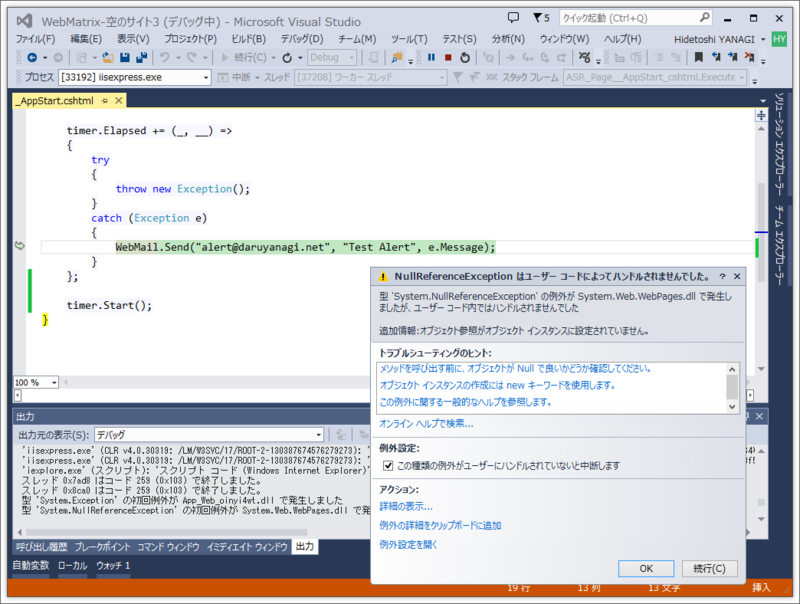 WebMatrix-空のサイト3 (デバッグ中) - Microsoft Visual Studio
5
クイック起動 (Ctrl+Q)
ファイル(F) 編集(E) 表示(V) プロジェクト(P) ビルド(B) デバッグ(D) チーム(M) ツール(T) テスト(S) 分析(N) ウィンドウ(W) ヘルプ(H) Hidetoshi YANAGI HY
続行(C) Debug
プロセス [33192] iisexpress.exe 中断 スレッド [37208] ワーカー スレッド スタック フレーム ASP._Page__AppStart_cshtml.Execute
_AppStart.cshtml
timer.Elapsed += (_, __) =>
{
try
{
throw new Exception();
}
catch (Exception e)
{
WebMail.Send("alert@daruyanagi.net", "Test Alert", e.Message);
}
};
timer.Start();
}
100 %
ソリューション エクスプローラー
チーム エクスプローラー
NullReferenceException はユーザー コードによってハンドルされませんでした。
型 'System.NullReferenceException' の例外が System.Web.WebPages.dll で発生し
ましたが、ユーザー コード内ではハンドルされませんでした
追加情報:オブジェクト参照がオブジェクト インスタンスに設定されていません。
トラブルシューティングのヒント:
メソッドを呼び出す前に、オブジェクトが Null で良いかどうか確認してください。
オブジェクト インスタンスの作成には new キーワードを使用します。
この例外に関する一般的なヘルプを参照します。
オンライン ヘルプで検索...
例外設定:
この種類の例外がユーザーにハンドルされていないと中断します
アクション:
詳細の表示...
例外の詳細をクリップボードに追加
例外設定を開く
OK 続行(C)
出力
出力元の表示(S): デバッグ
'iisexpress.exe' (CLR v4.0.30319: /LM/W3SVC/17/ROOT-2-130387674576279273): '
'iisexpress.exe' (CLR v4.0.30319: /LM/W3SVC/17/ROOT-2-130387674576279273): '
'iexplore.exe' (スクリプト): 'スクリプト コード (Windows Internet Explorer)'
スレッド 0x7ad8 はコード 259 (0x103) で終了しました。
スレッド 0x8ca0 はコード 259 (0x103) で終了しました。
型 'System.Exception' の初回例外が App_Web_oinyi4wt.dll で発生しました
型 'System.NullReferenceException' の初回例外が System.Web.WebPages.dll で発
呼び出し履歴 ブレークポイント コマンド ウィンドウ イミディエイト ウィンドウ 出力
自動変数 ローカル ウォッチ 1
19 行 13 列 13 文字 挿入